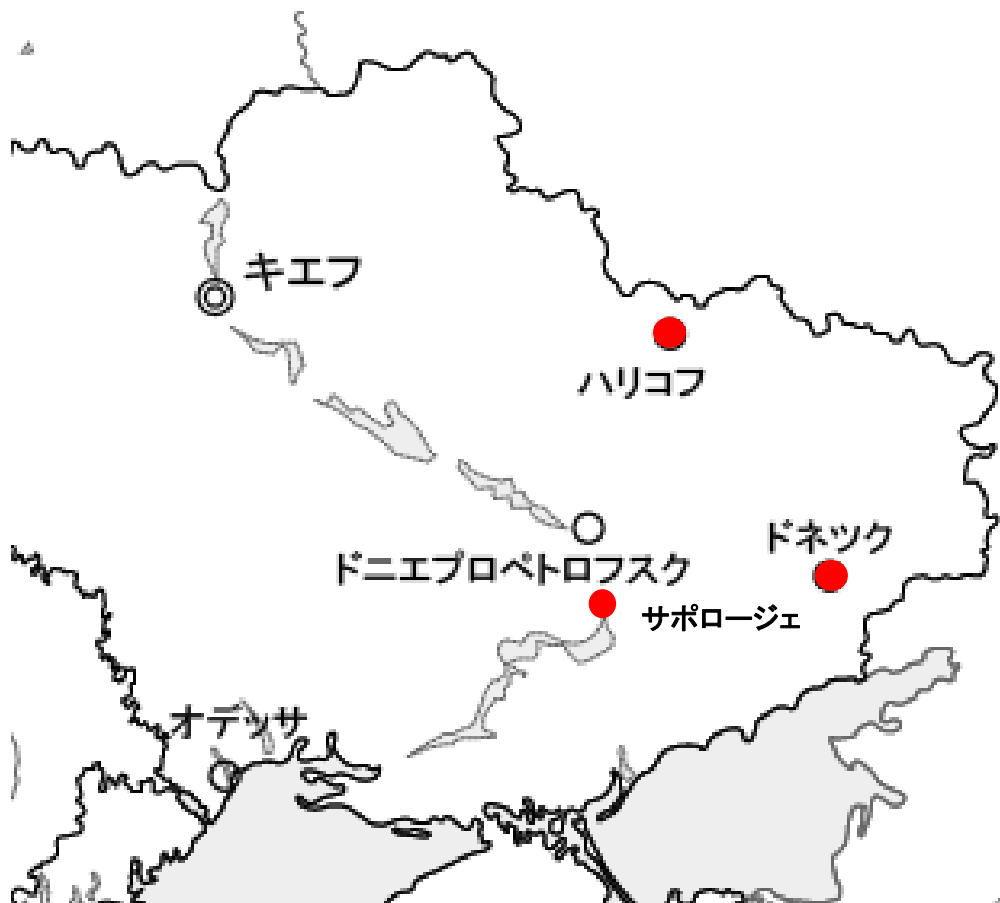 キエフ
ハリコフ
ドネツク
ドニエプロペトロフスク
サポロージェ
オデッサ